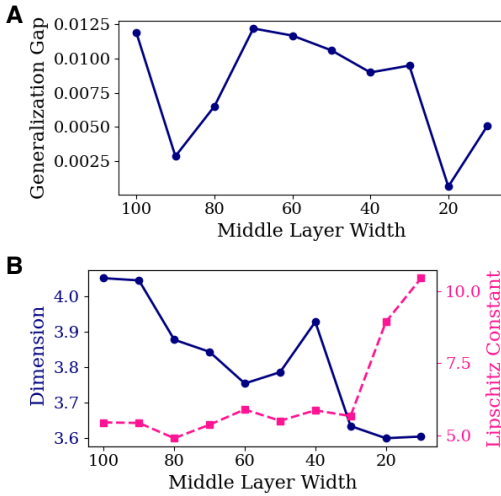 A
Generalization Gap
0.0125
0.0100
0.0075
0.0050
0.0025
100 80 60 40 20
Middle Layer Width
B
Dimension
4.0
3.9
3.8
3.7
3.6
10.0
7.5
5.0
Lipschitz Constant
100 80 60 40 20
Middle Layer Width